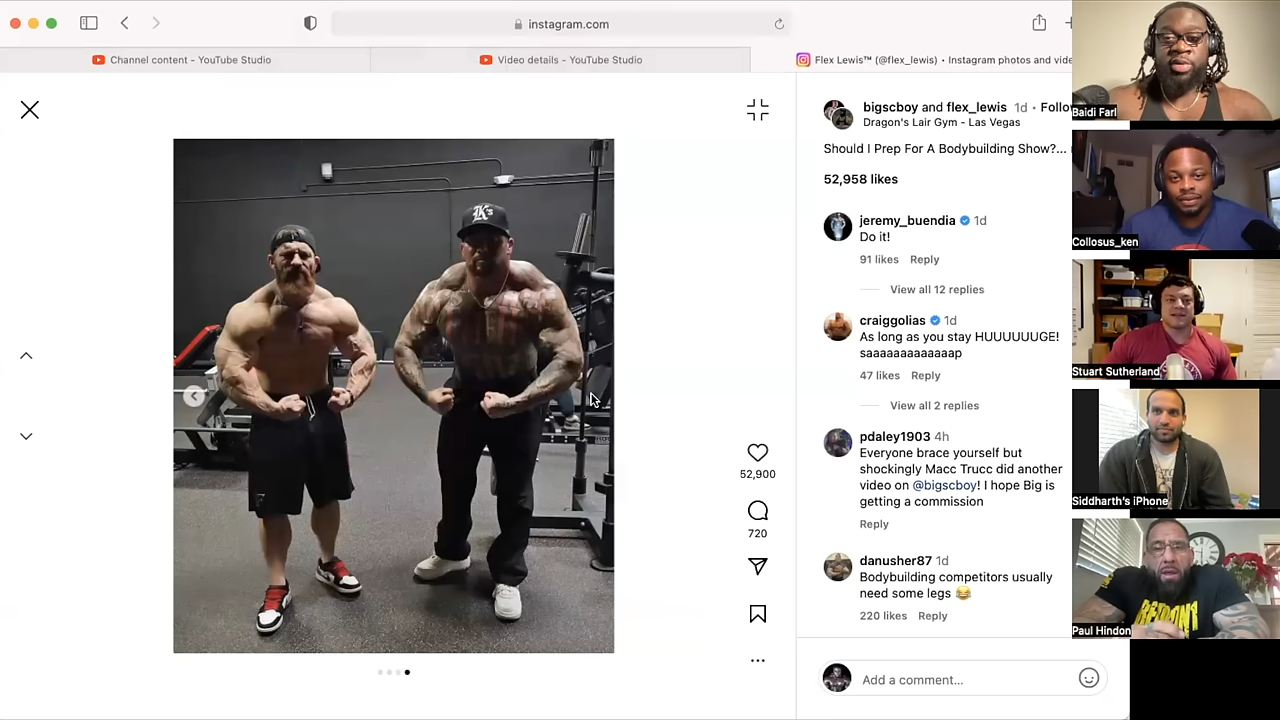 instagram.com
Channel content - YouTube Studio
Video details - YouTube Studio
Flex Lewis™ (@flex_lewis) • Instagram photos and vide
K's
bigscboy and flex_lewis 1d • Follo
Dragon's Lair Gym - Las Vegas
Should I Prep For A Bodybuilding Show?...
52,958 likes
jeremy_buendia 1d
Do it!
91 likes Reply
View all 12 replies
craiggolias 1d
As long as you stay HUUUUUUGE!
saaaaaaaaaaaap
47 likes Reply
View all 2 replies
pdaley1903 4h
Everyone brace yourself but
shockingly Macc Trucc did another
video on @bigscboy! I hope Big is
getting a commission
Reply
danusher87 1d
Bodybuilding competitors usually
need some legs 😂
220 likes Reply
Add a comment...
52,900
720
Baidi Farl
Collosus_ken
Stuart Sutherland
Siddharth's iPhone
Paul Hindon